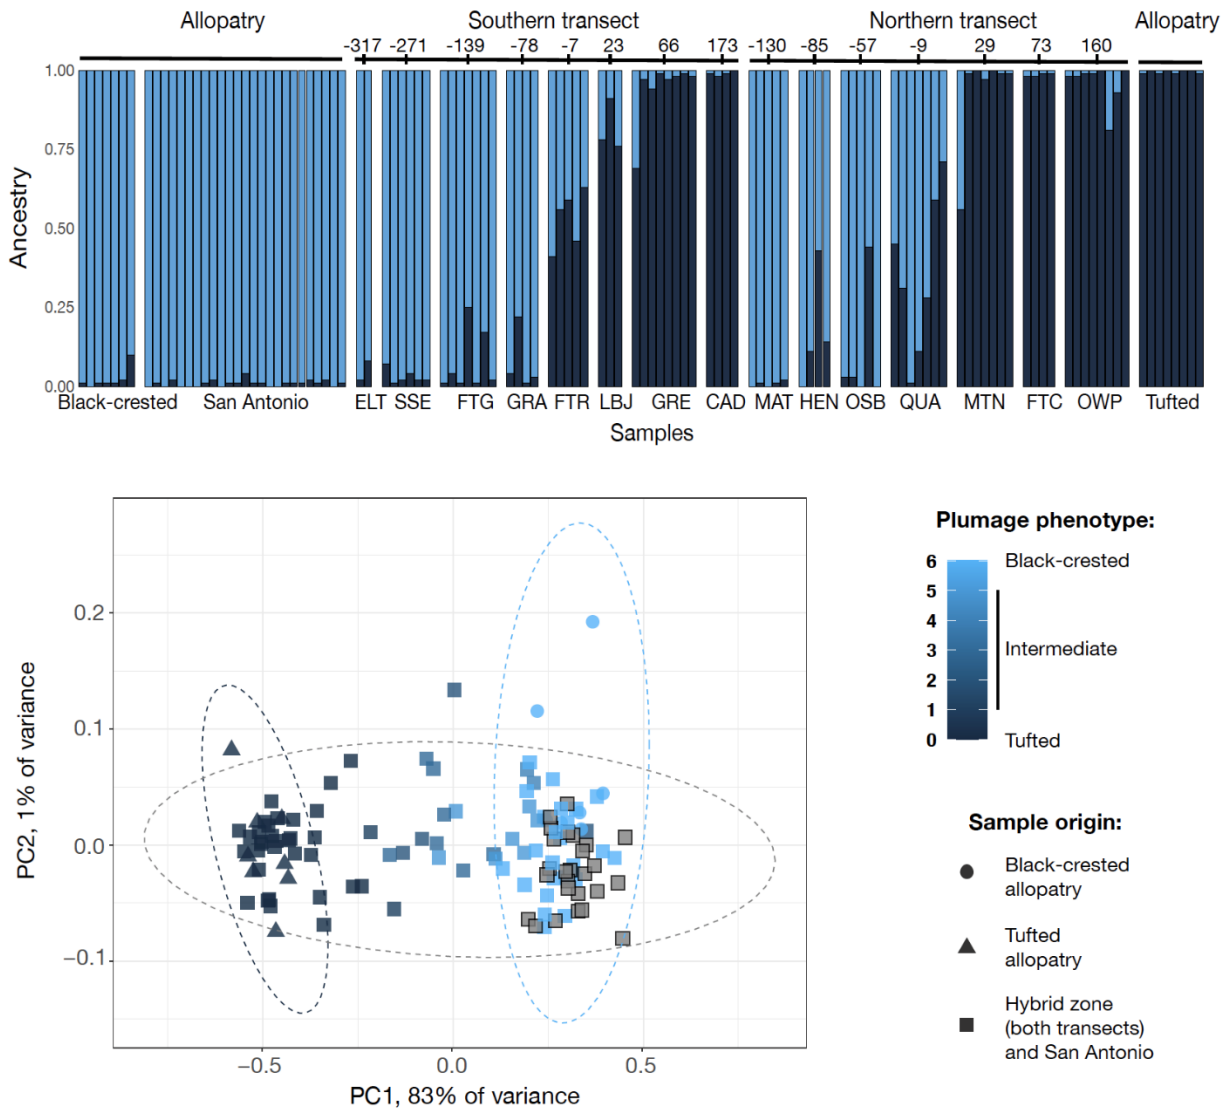 Allopatry Southern transect Northern transect Allopatry
-317 -271 -139 -78 -7 23 66 173 -130 -85 -57 -9 29 73 160
1.00
0.75
0.50
0.25
0.00
Ancestry
Black-crested San Antonio ELT SSE FTG GRA FTR LBJ GRE CAD MAT HEN OSB QUA MTN FTC OWP Tufted
Samples
0.2
0.1
0.0
−0.1
PC2, 1% of variance
−0.5 0.0 0.5
PC1, 83% of variance
Plumage phenotype:
6 Black-crested
5
4
3 Intermediate
2
1
0 Tufted
Sample origin:
Black-crested
allopatry
Tufted
allopatry
Hybrid zone
(both transects)
and San Antonio